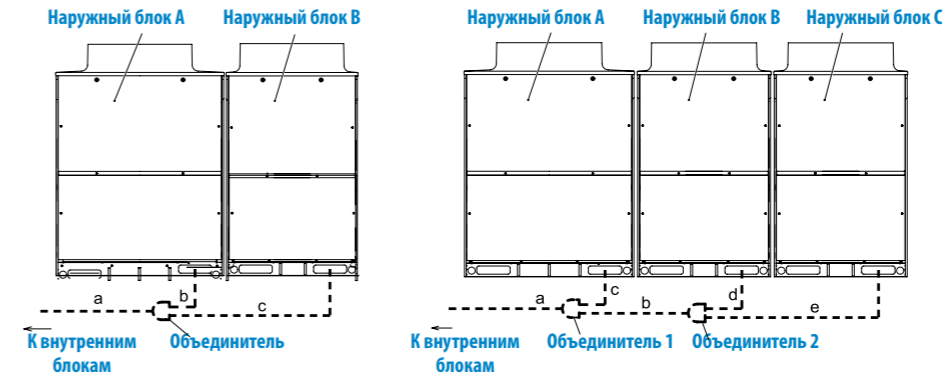 Наружный блок A
Наружный блок B
a
b
c
К внутренним
блокам
Объединитель
Наружный блок A
Наружный блок B
Наружный блок C
a
c
b
d
e
К внутренним
блокам
Объединитель 1
Объединитель 2